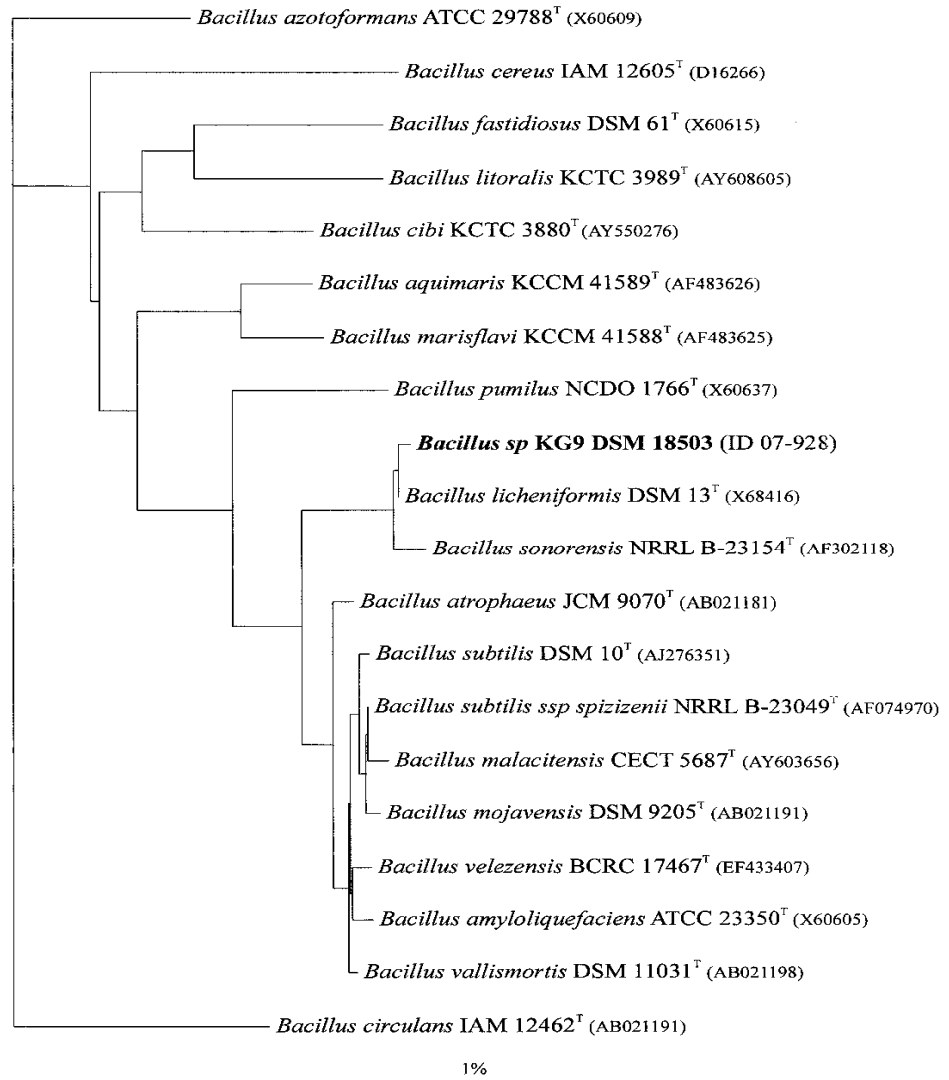 Bacillus azotoformans ATCC 29788ᵀ (X60609)
Bacillus cereus IAM 12605ᵀ (D16266)
Bacillus fastidiosus DSM 61ᵀ (X60615)
Bacillus litoralis KCTC 3989ᵀ (AY608605)
Bacillus cibi KCTC 3880ᵀ (AY550276)
Bacillus aquimaris KCCM 41589ᵀ (AF483626)
Bacillus marisflavi KCCM 41588ᵀ (AF483625)
Bacillus pumilus NCDO 1766ᵀ (X60637)
Bacillus sp KG9 DSM 18503 (ID 07-928)
Bacillus licheniformis DSM 13ᵀ (X68416)
Bacillus sonorensis NRRL B-23154ᵀ (AF302118)
Bacillus atrophaeus JCM 9070ᵀ (AB021181)
Bacillus subtilis DSM 10ᵀ (AJ276351)
Bacillus subtilis ssp spizizenii NRRL B-23049ᵀ (AF074970)
Bacillus malacitensis CECT 5687ᵀ (AY603656)
Bacillus mojavensis DSM 9205ᵀ (AB021191)
Bacillus velezensis BCRC 17467ᵀ (EF433407)
Bacillus amyloliquefaciens ATCC 23350ᵀ (X60605)
Bacillus vallismortis DSM 11031ᵀ (AB021198)
Bacillus circulans IAM 12462ᵀ (AB021191)
1%